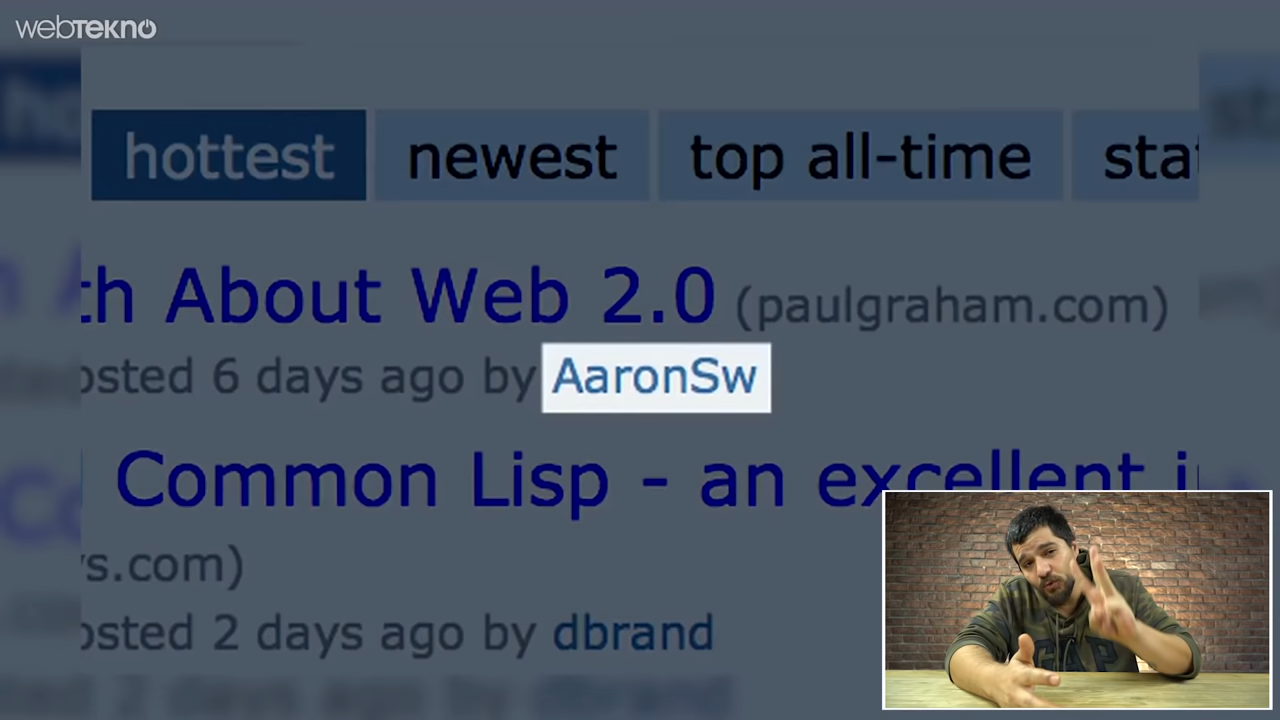 webTEKNO
hottest newest top all-time
th About Web 2.0 (paulgraham.com)
osted 6 days ago by AaronSw
Common Lisp - an excellent
s.com)
osted 2 days ago by dbrand
GAP